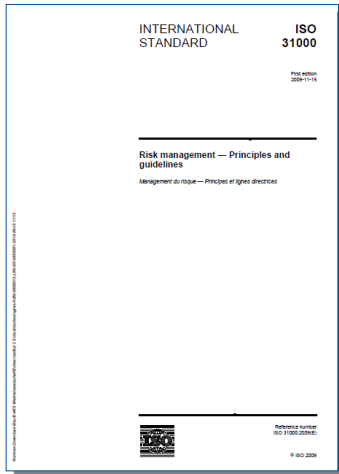 INTERNATIONAL
STANDARD
ISO
31000
First edition
2009-11-15
Risk management — Principles and
guidelines
Management du risque — Principes et lignes directrices
ISO
Reference number
ISO 31000:2009(E)
© ISO 2009